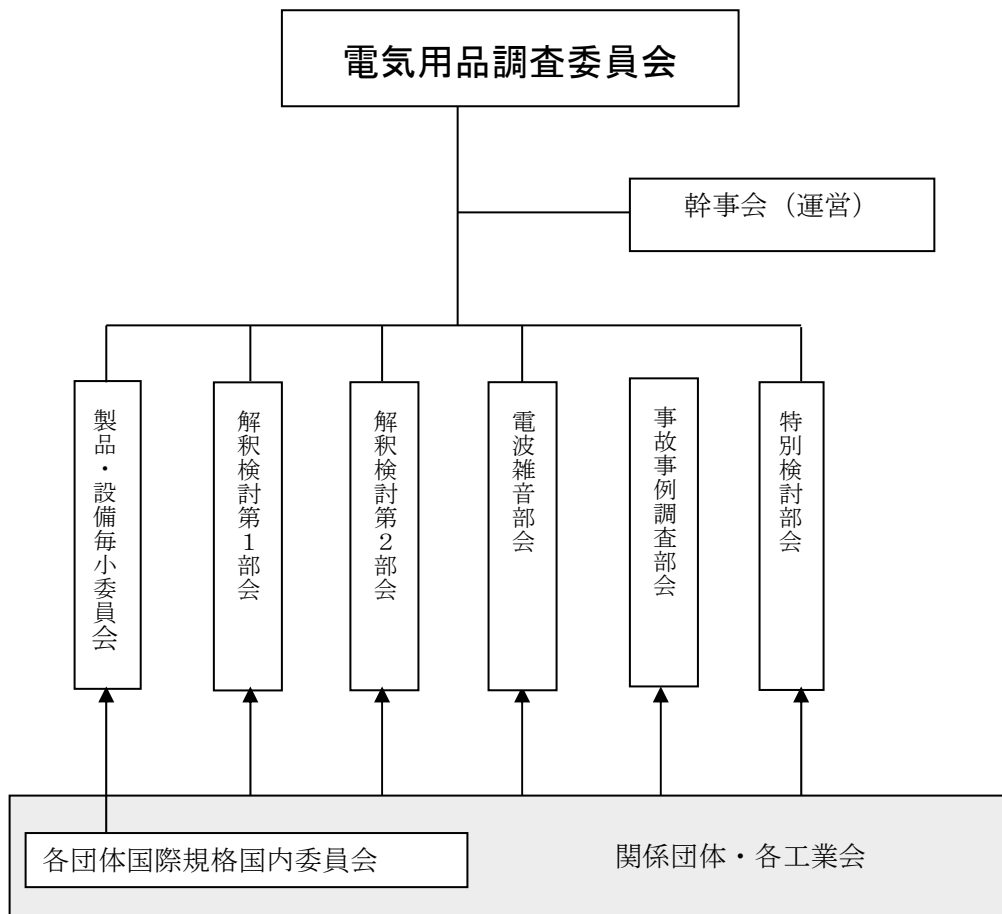 電気用品調査委員会
幹事会（運営）
製品・設備毎小委員会
解釈検討第１部会
解釈検討第２部会
電波雑音部会
事故事例調査部会
特別検討部会
各団体国際規格国内委員会
関係団体・各工業会